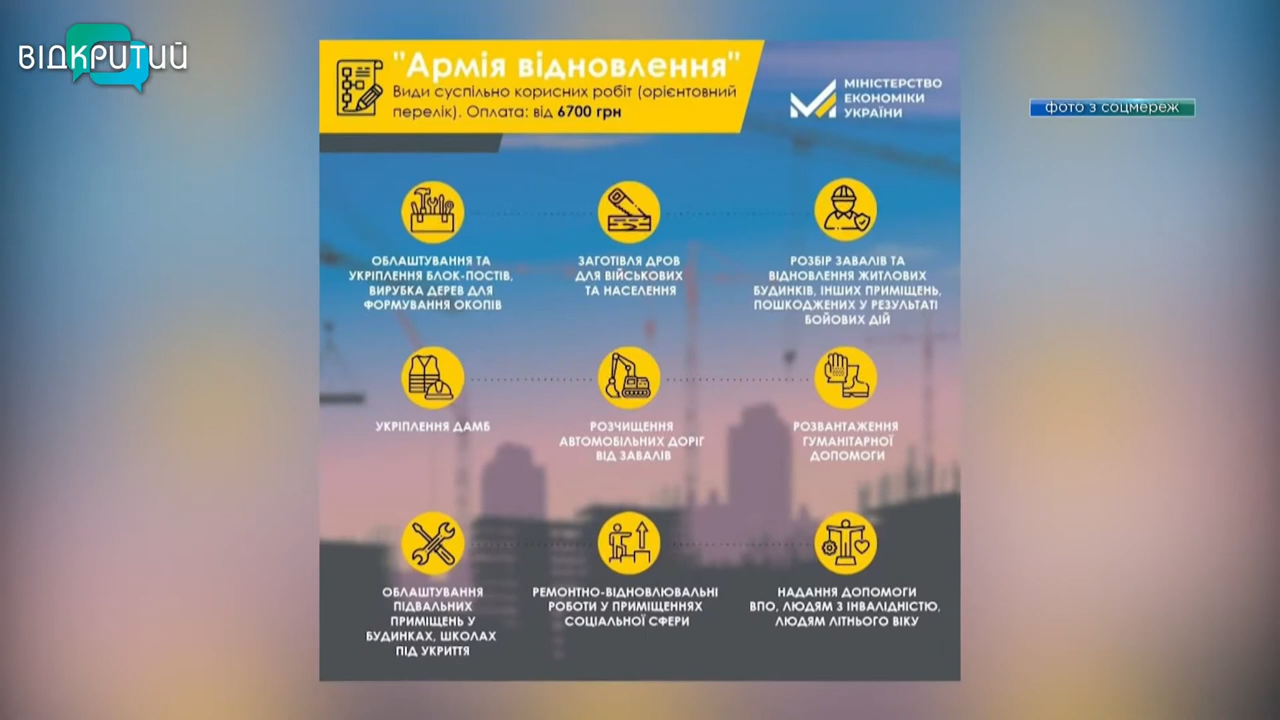 ВІДКРИТИЙ
"Армія відновлення"
Види суспільно корисних робіт (орієнтовний
перелік). Оплата: від 6700 грн
МІНІСТЕРСТВО
ЕКОНОМІКИ
УКРАЇНИ
фото з соцмереж
ОБЛАШТУВАННЯ ТА
УКРІПЛЕННЯ БЛОК-ПОСТІВ,
ВИРУБКА ДЕРЕВ ДЛЯ
ФОРМУВАННЯ ОКОПІВ
ЗАГОТІВЛЯ ДРОВ
ДЛЯ ВІЙСЬКОВИХ
ТА НАСЕЛЕННЯ
РОЗБІР ЗАВАЛІВ ТА
ВІДНОВЛЕННЯ ЖИТЛОВИХ
БУДИНКІВ, ІНШИХ ПРИМІЩЕНЬ,
ПОШКОДЖЕНИХ У РЕЗУЛЬТАТІ
БОЙОВИХ ДІЙ
УКРІПЛЕННЯ ДАМБ
РОЗЧИЩЕННЯ
АВТОМОБІЛЬНИХ ДОРІГ
ВІД ЗАВАЛІВ
РОЗВАНТАЖЕННЯ
ГУМАНІТАРНОЇ
ДОПОМОГИ
ОБЛАШТУВАННЯ
ПІДВАЛЬНИХ
ПРИМІЩЕНЬ У
БУДИНКАХ, ШКОЛАХ
ПІД УКРИТТЯ
РЕМОНТНО-ВІДНОВЛЮВАЛЬНІ
РОБОТИ У ПРИМІЩЕННЯХ
СОЦІАЛЬНОЇ СФЕРИ
НАДАННЯ ДОПОМОГИ
ВПО, ЛЮДЯМ З ІНВАЛІДНІСТЮ,
ЛЮДЯМ ЛІТНЬОГО ВІКУ